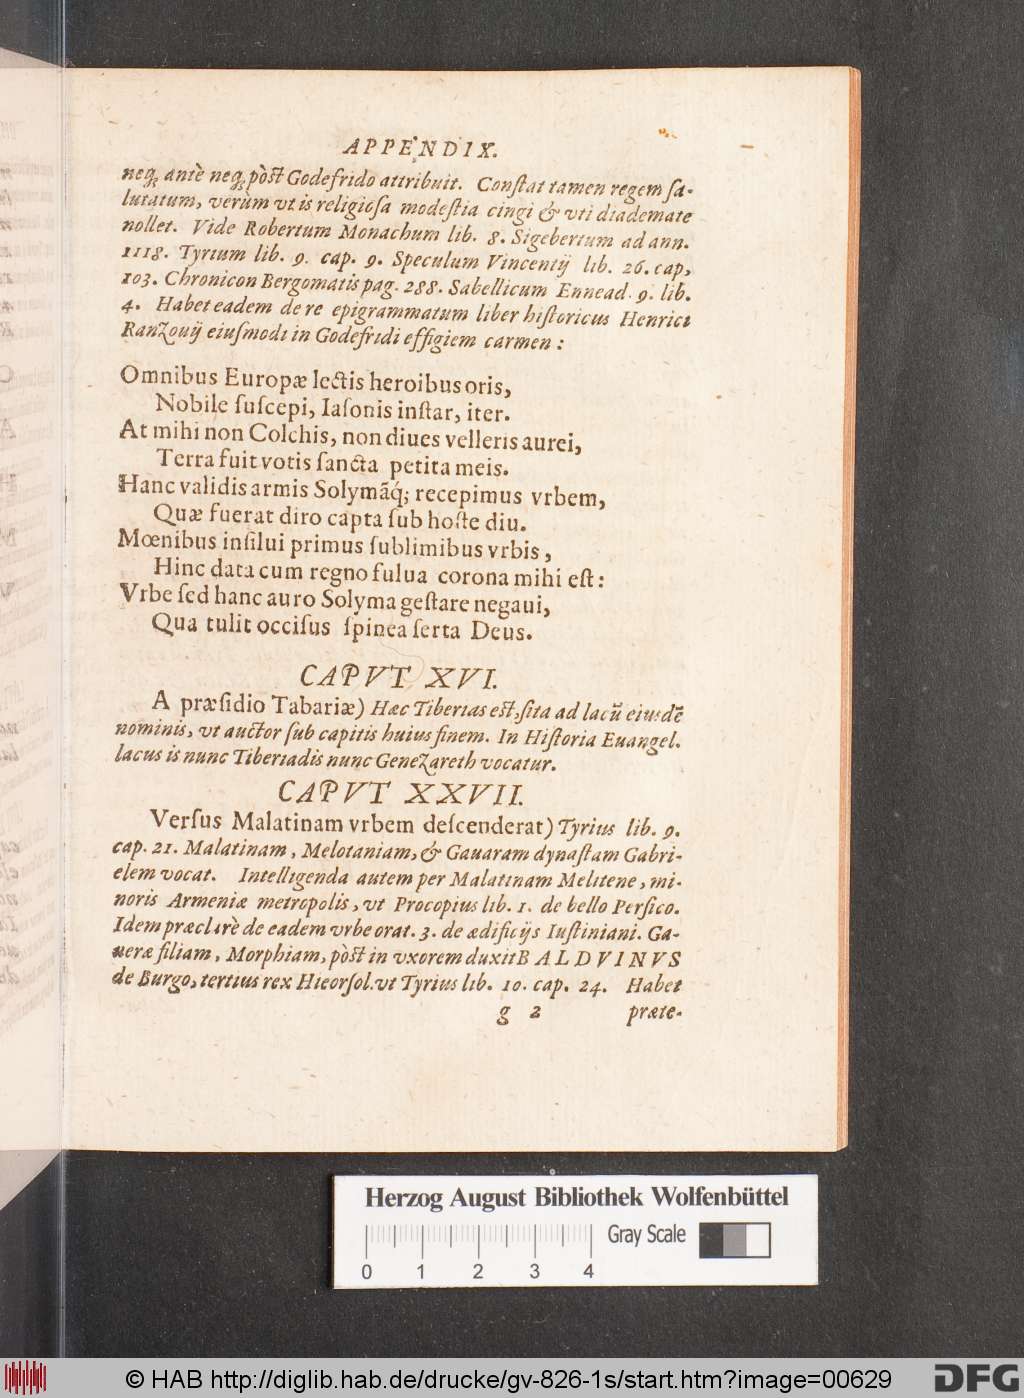 APPENDIX.
neq; antè neq; pòst Godefrido attribuit. Constat tamen regem sa-
lutatum, verùm vt is religiosa modestia cingi & vti diademate
nollet. Vide Robertum Monachum lib. 8. Sigebertum ad ann.
1118. Tyrium lib. 9. cap. 9. Speculum Vincentij lib. 26. cap,
103. Chronicon Bergomatis pag. 288. Sabellicum Ennead. 9. lib.
4. Habet eadem de re epigrammatum liber historicus Henrici
Ranzouij eiusmodi in Godefridi effigiem carmen:
Omnibus Europæ lectis heroibus oris,
Nobile suscepi, Iasonis instar, iter.
At mihi non Colchis, non diues velleris aurei,
Terra fuit votis sancta petita meis.
Hanc validis armis Solymãq́; recepimus vrbem,
Quæ fuerat diro capta sub hoste diu.
Mœnibus insilui primus sublimibus vrbis,
Hinc data cum regno fulua corona mihi est:
Vrbe sed hanc auro Solyma gestare negaui,
Qua tulit occisus spinea serta Deus.
CAPVT XVI.
A præsidio Tabariæ) Hæc Tiberias est, sita ad lacũ eiusdẽ
nominis, vt auctor sub capitis huius finem. In Historia Euangel.
lacus is nunc Tiberiadis nunc Genezareth vocatur.
CAPVT XXVII.
Versus Malatinam vrbem descenderat) Tyrius lib. 9.
cap. 21. Malatinam, Melotaniam, & Gauaram dynastam Gabri-
elem vocat. Intelligenda autem per Malatinam Melitene, mi-
noris Armeniæ metropolis, vt Procopius lib. 1. de bello Persico.
Idem præclarè de eadem vrbe orat. 3. de ædificijs Iustiniani. Ga-
ueræ filiam, Morphiam, pòst in vxorem duxit BALDVINVS
de Burgo, tertius rex Hierosol. vt Tyrius lib. 10. cap. 24. Habet
g 2 præte-
Herzog August Bibliothek Wolfenbüttel
Gray Scale
0 1 2 3 4
© HAB http://diglib.hab.de/drucke/gv-826-1s/start.htm?image=00629
DFG